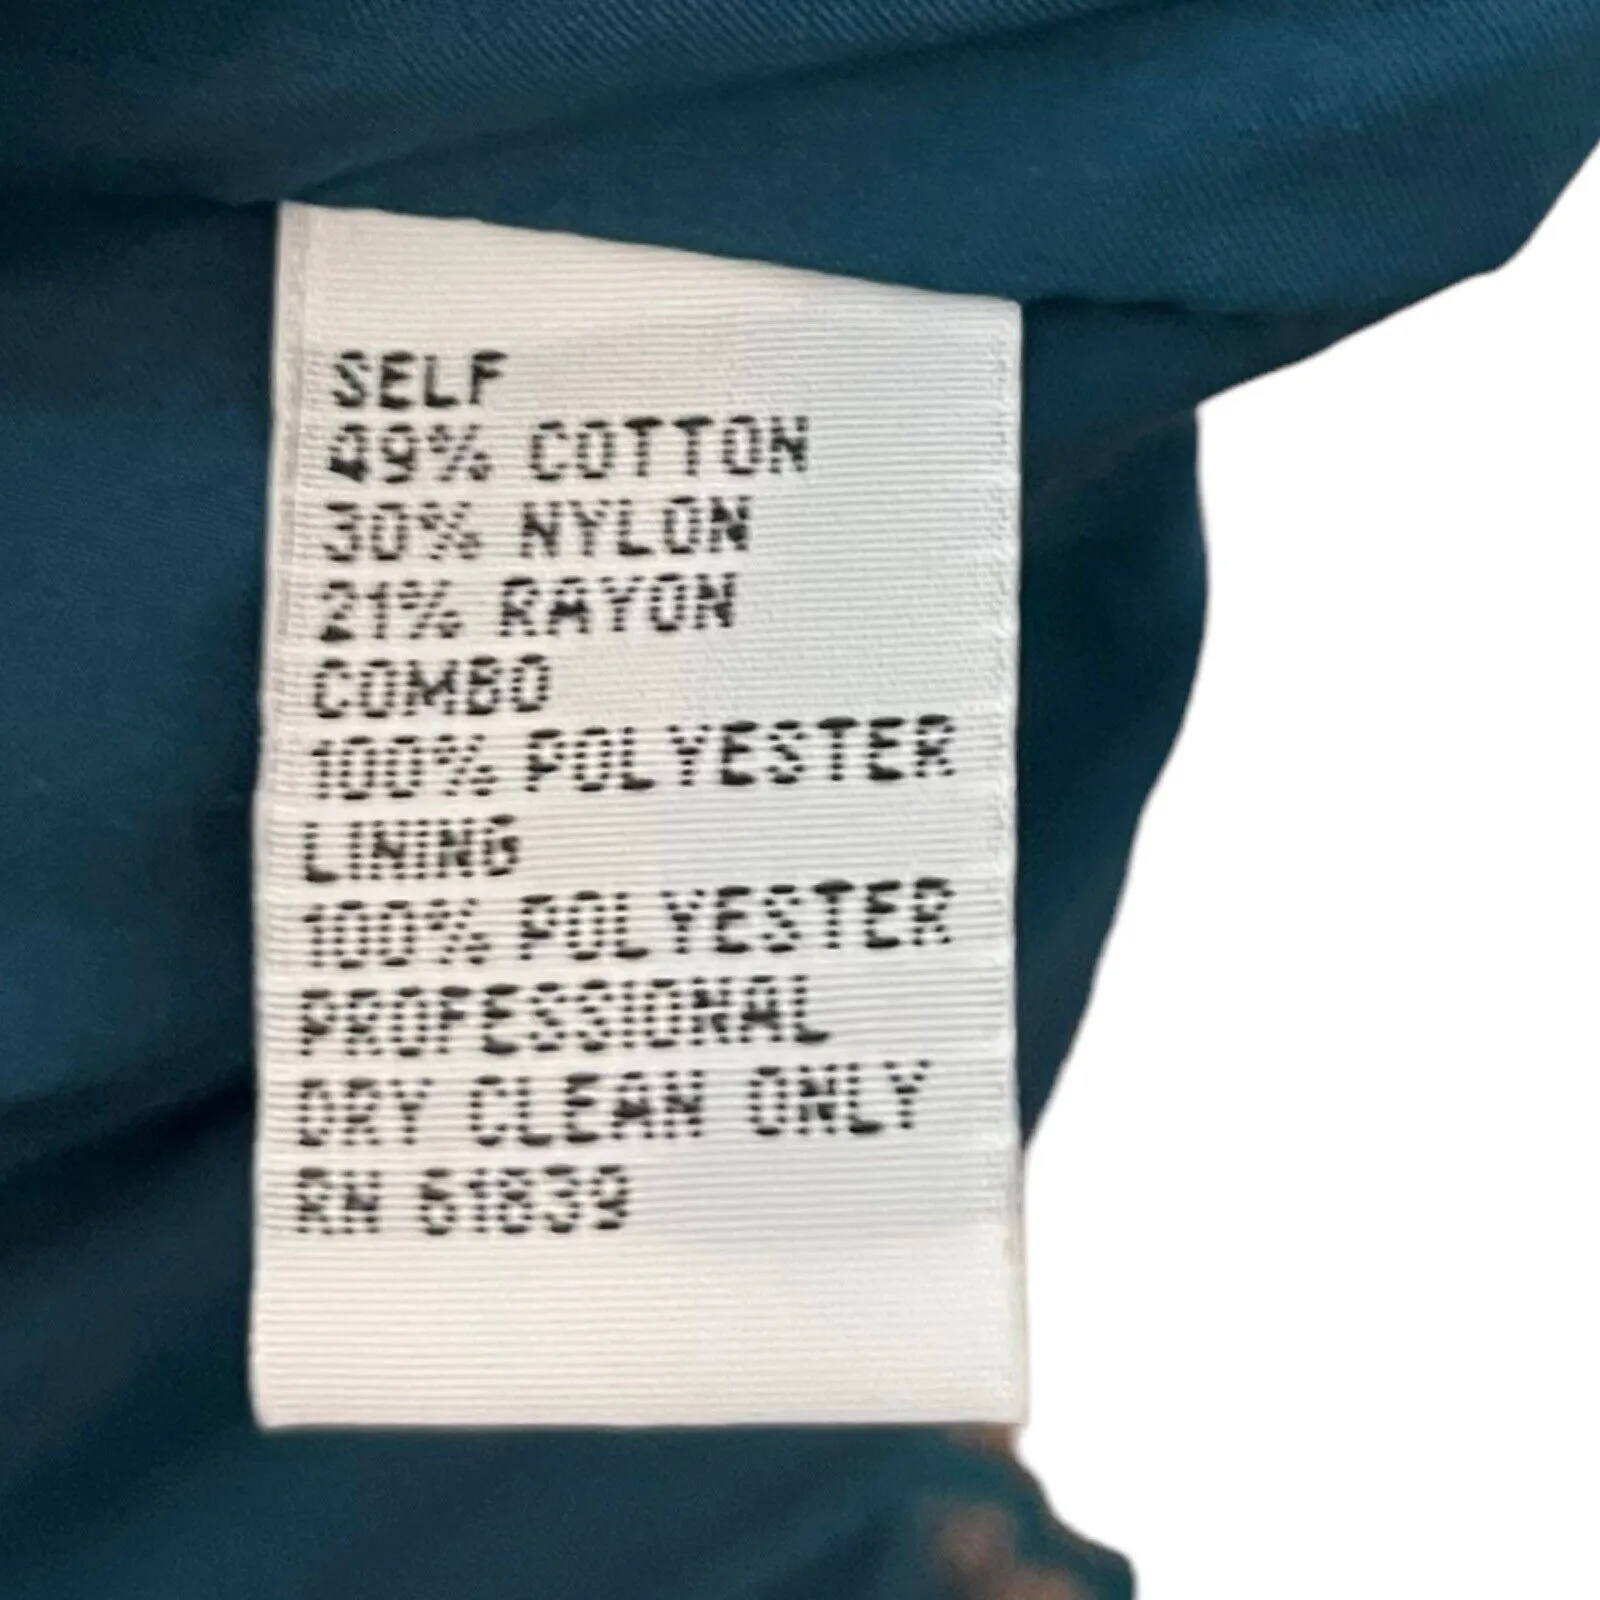 SELF
49% COTTON
30% NYLON
21% RAYON
COMBO
100% POLYESTER
LINING
100% POLYESTER
PROFESSIONAL
DRY CLEAN ONLY
RN 61839